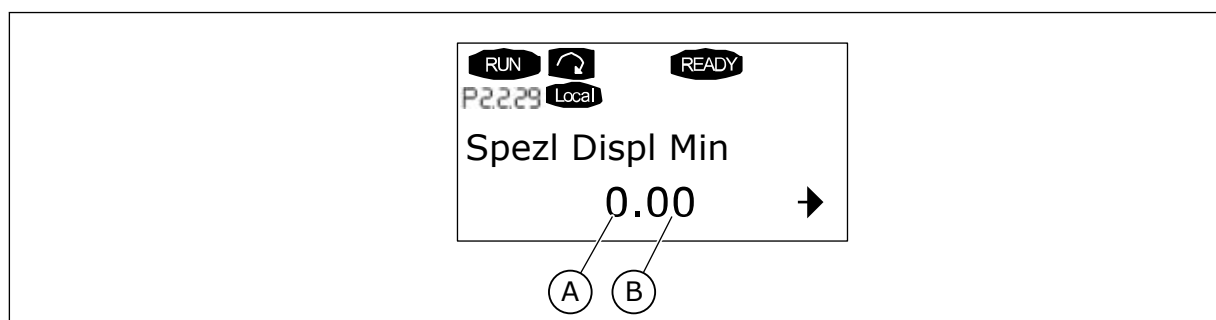 RUN READY
P2.2.29 Local
Spezl Displ Min
0.00
A B